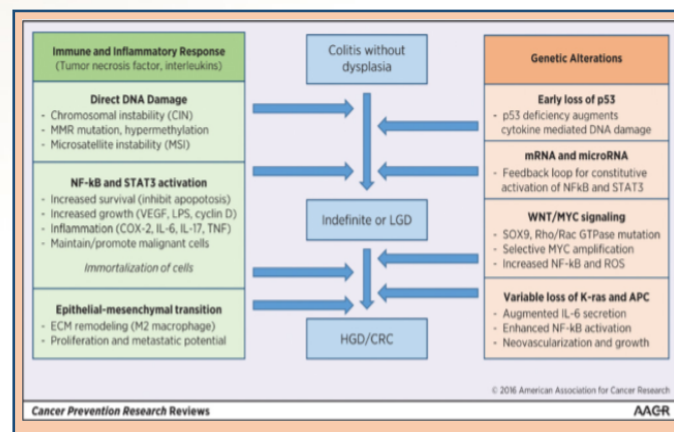 Immune and Inflammatory Response
(Tumor necrosis factor, interleukins)
Direct DNA Damage
- Chromosomal instability (CIN)
- MMR mutation, hypermethylation
- Microsatellite instability (MSI)
NF-kB and STAT3 activation
- Increased survival (inhibit apopotosis)
- Increased growth (VEGF, LPS, cyclin D)
- Inflammation (COX-2, IL-6, IL-17, TNF)
- Maintain/promote malignant cells
Immortalization of cells
Epithelial-mesenchymal transition
- ECM remodeling (M2 macrophage)
- Proliferation and metastatic potential
Colitis without
dysplasia
Indefinite or LGD
HGD/CRC
Genetic Alterations
Early loss of p53
- p53 deficiency augments
cytokine mediated DNA damage
mRNA and microRNA
- Feedback loop for constitutive
activation of NFkB and STAT3
WNT/MYC signaling
- SOX9, Rho/Rac GTPase mutation
- Selective MYC amplification
- Increased NF-kB and ROS
Variable loss of K-ras and APC
- Augmented IL-6 secretion
- Enhanced NF-kB activation
- Neovascularization and growth
© 2016 American Association for Cancer Research
Cancer Prevention Research Reviews
AACR